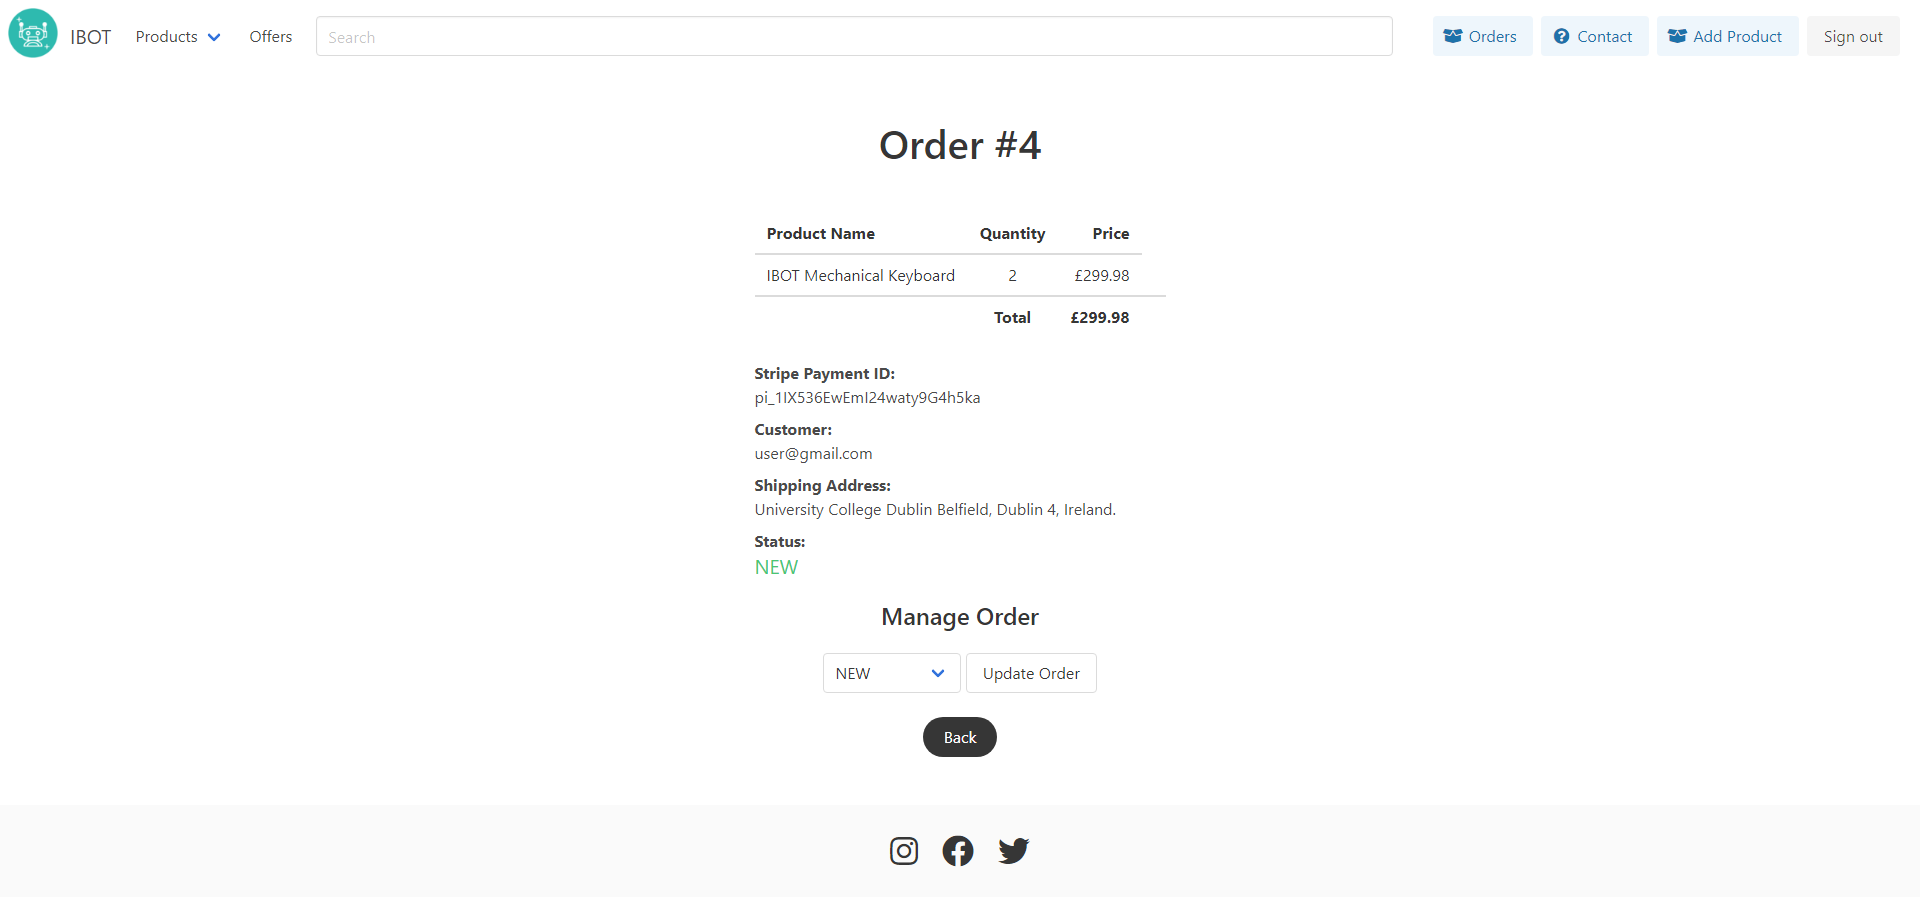 IBOT Products Offers Search Orders Contact Add Product Sign out
Order #4
Product Name Quantity Price
IBOT Mechanical Keyboard 2 £299.98
Total £299.98
Stripe Payment ID:
pi_1IX536EwEmI24waty9G4h5ka
Customer:
user@gmail.com
Shipping Address:
University College Dublin Belfield, Dublin 4, Ireland.
Status:
NEW
Manage Order
NEW Update Order
Back